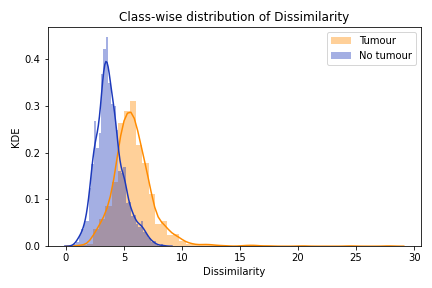 Class-wise distribution of Dissimilarity
Tumour
No tumour
KDE
0.4
0.3
0.2
0.1
0.0
0 5 10 15 20 25 30
Dissimilarity